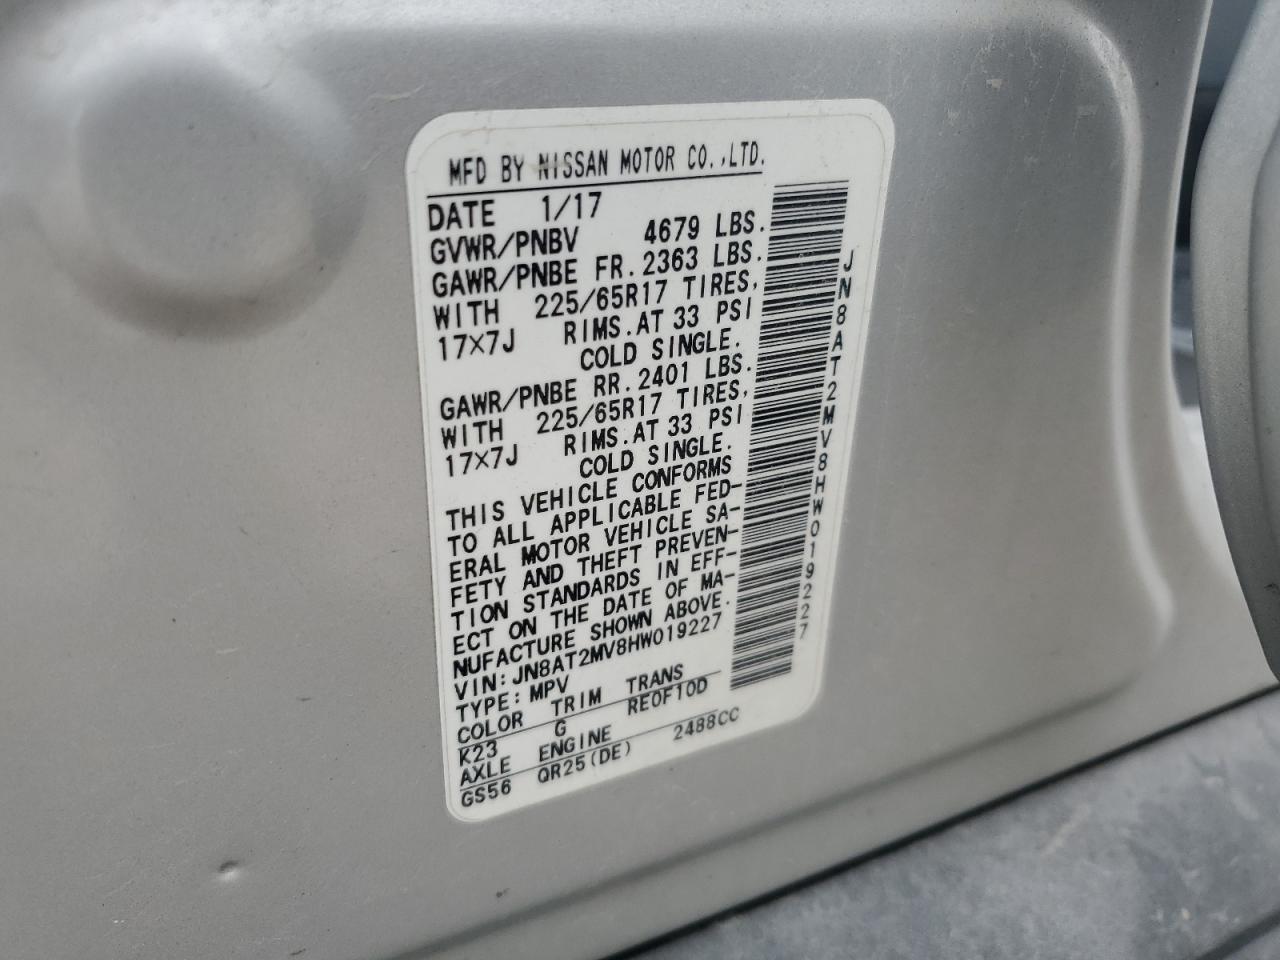 MFD BY NISSAN MOTOR CO.,LTD.
DATE 1/17
GVWR/PNBV 4679 LBS.
GAWR/PNBE FR. 2363 LBS.
WITH 225/65R17 TIRES,
17×7J RIMS. AT 33 PSI
COLD SINGLE.
GAWR/PNBE RR. 2401 LBS.
WITH 225/65R17 TIRES,
17×7J RIMS. AT 33 PSI
COLD SINGLE.
THIS VEHICLE CONFORMS
TO ALL APPLICABLE FED-
ERAL MOTOR VEHICLE SA-
FETY AND THEFT PREVEN-
TION STANDARDS IN EFF-
ECT ON THE DATE OF MA-
NUFACTURE SHOWN ABOVE.
VIN: JN8AT2MV8HW019227
TYPE: MPV
COLOR TRIM TRANS
K23 G RE0F10D
AXLE ENGINE
GS56 QR25(DE) 2488CC
JN8AT2MV8HW019227